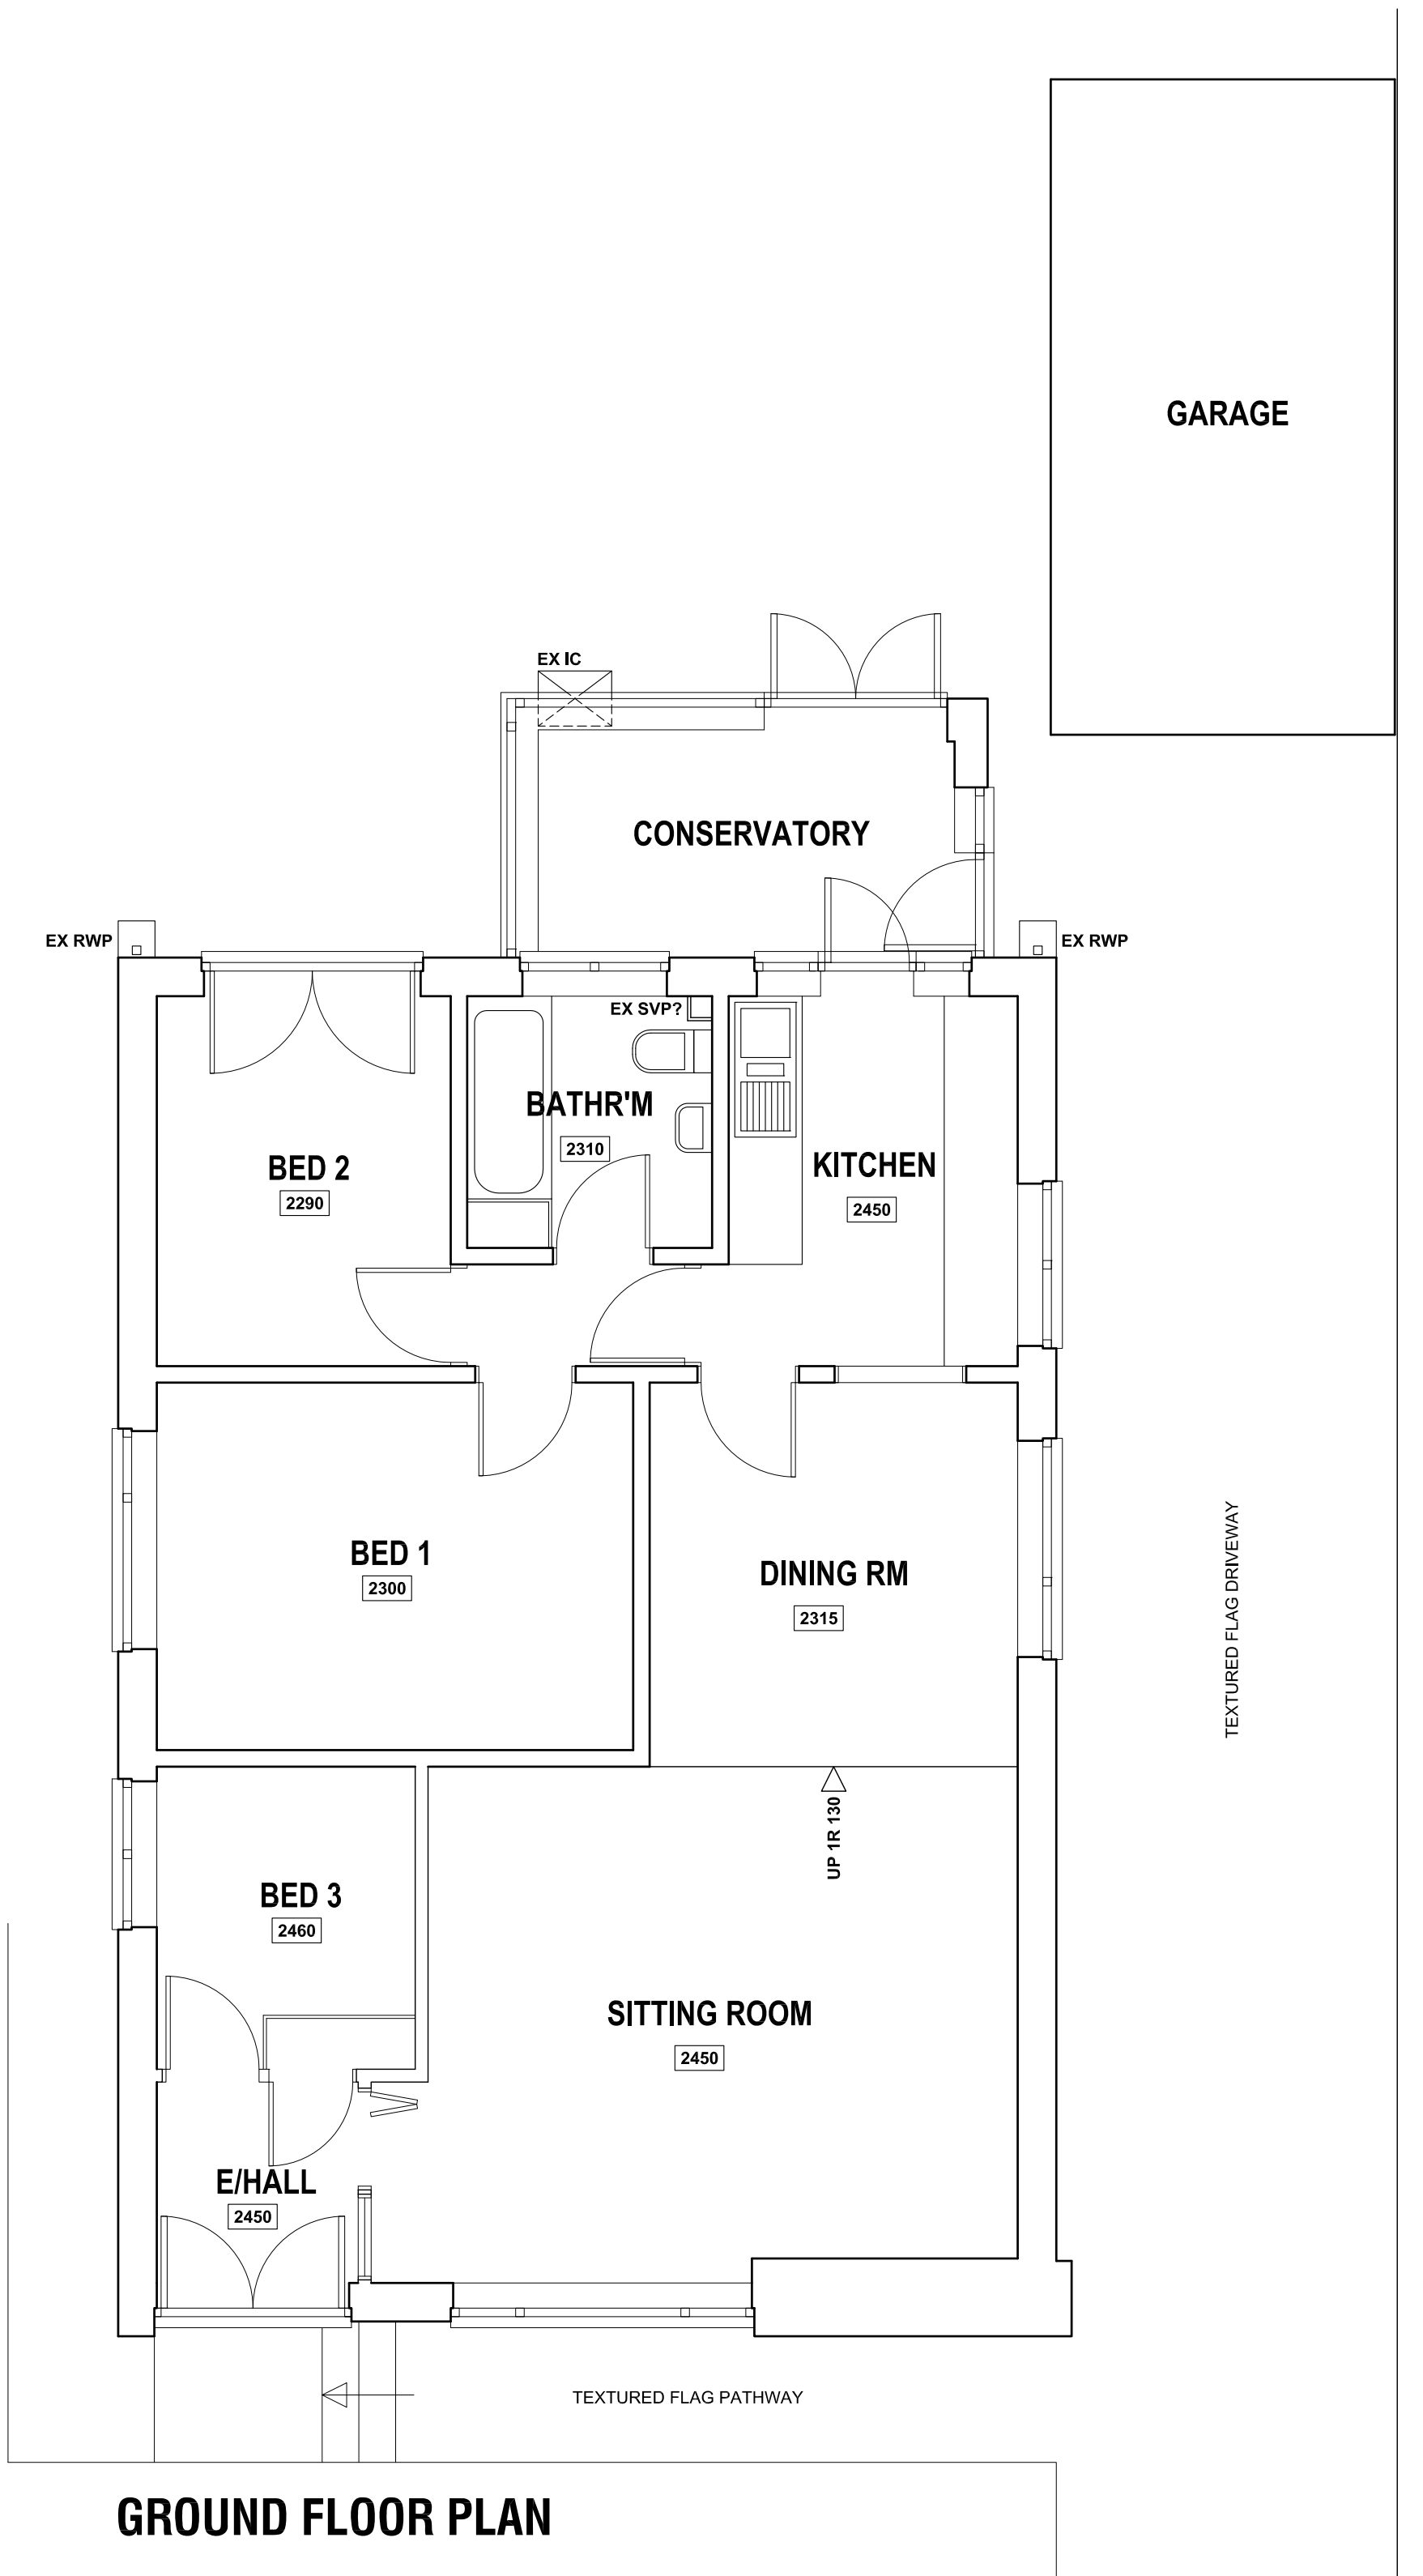 GARAGE
EX IC
CONSERVATORY
EX RWP
EX RWP
EX SVP?
BATHR'M
2310
BED 2
2290
KITCHEN
2450
BED 1
2300
DINING RM
2315
TEXTURED FLAG DRIVEWAY
UP 1R 130
BED 3
2460
SITTING ROOM
2450
E/HALL
2450
TEXTURED FLAG PATHWAY
GROUND FLOOR PLAN